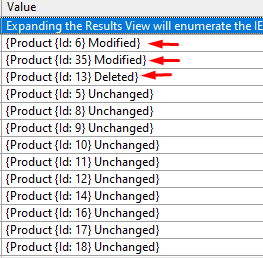 Value
Expanding the Results View will enumerate the IE
{Product {Id: 6} Modified}
{Product {Id: 35} Modified}
{Product {Id: 13} Deleted}
{Product {Id: 5} Unchanged}
{Product {Id: 8} Unchanged}
{Product {Id: 9} Unchanged}
{Product {Id: 10} Unchanged}
{Product {Id: 11} Unchanged}
{Product {Id: 12} Unchanged}
{Product {Id: 14} Unchanged}
{Product {Id: 16} Unchanged}
{Product {Id: 17} Unchanged}
{Product {Id: 18} Unchanged}